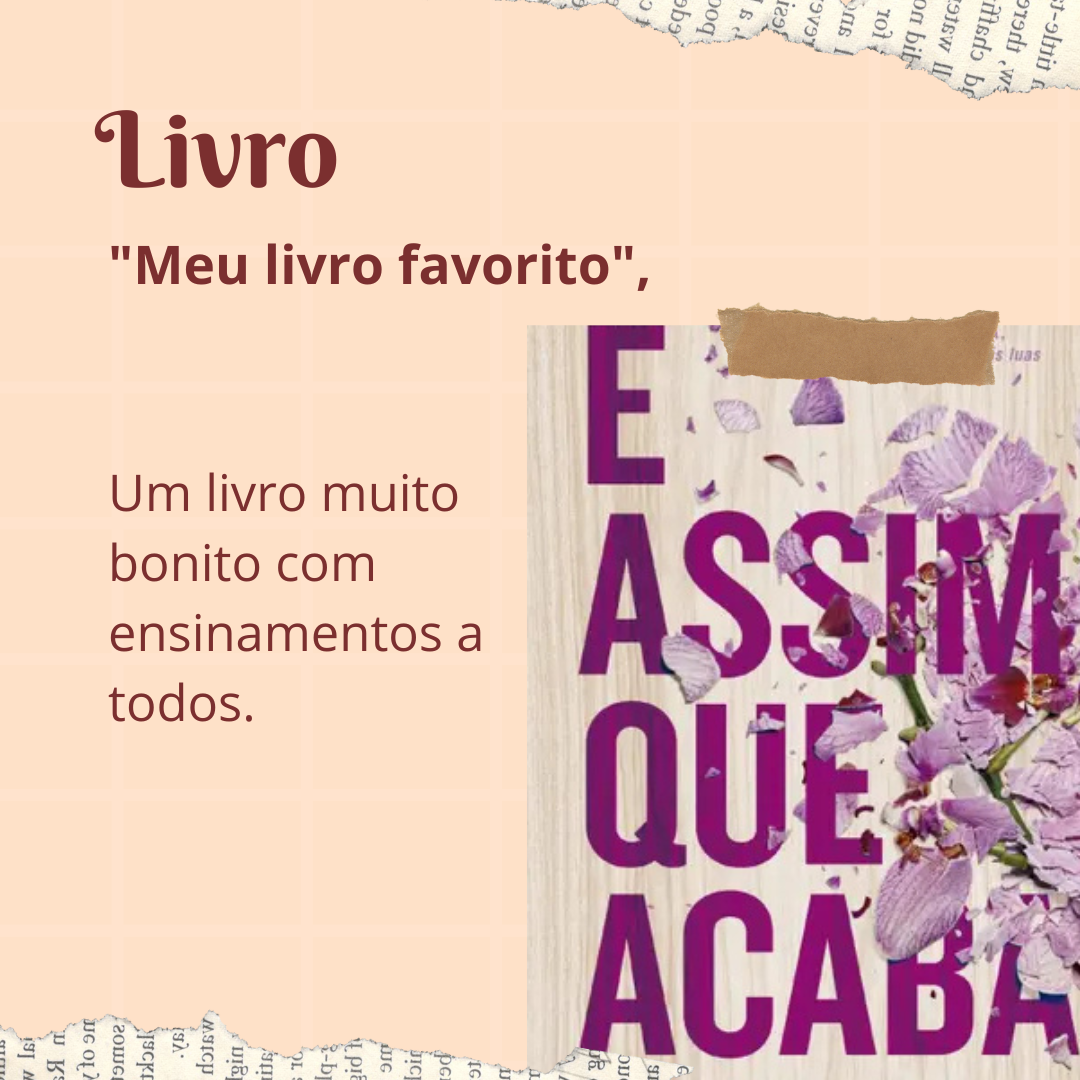 Livro
"Meu livro favorito",
s luas
É
ASSIM
QUE
ACABA
Um livro muito
bonito com
ensinamentos a
todos.